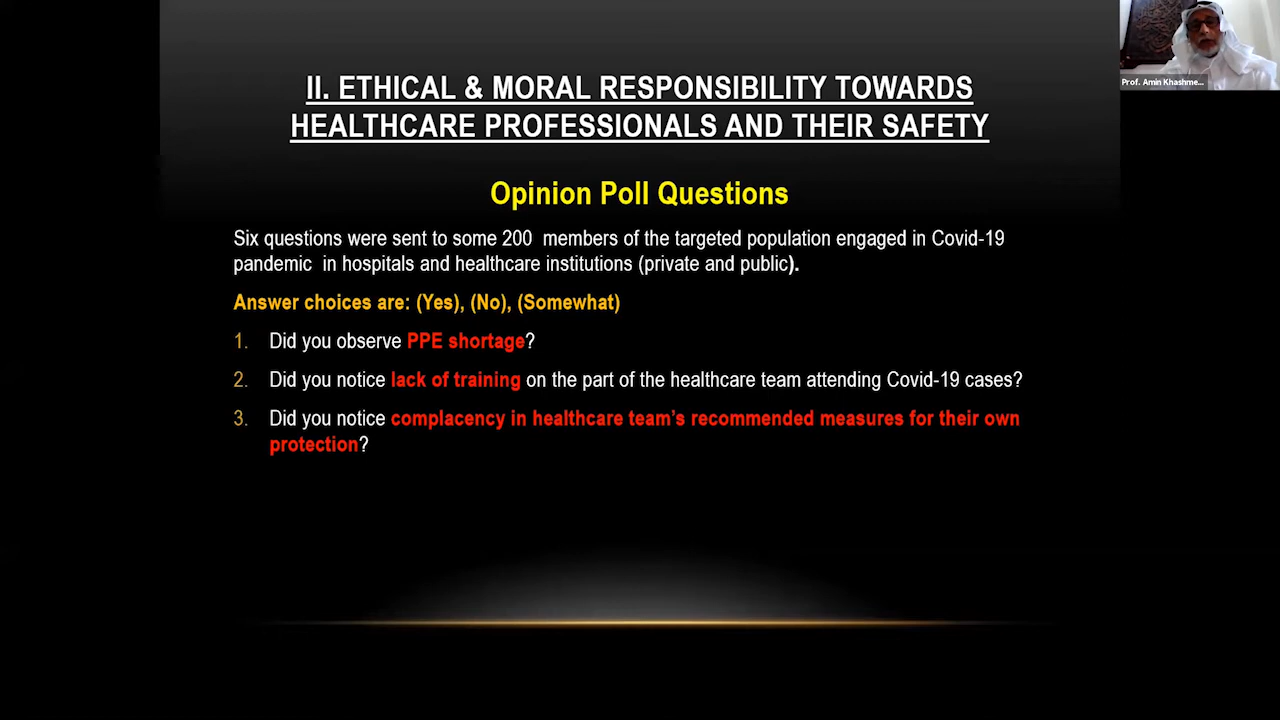 II. ETHICAL & MORAL RESPONSIBILITY TOWARDS
HEALTHCARE PROFESSIONALS AND THEIR SAFETY
Opinion Poll Questions
Six questions were sent to some 200 members of the targeted population engaged in Covid-19
pandemic in hospitals and healthcare institutions (private and public).
Answer choices are: (Yes), (No), (Somewhat)
1. Did you observe PPE shortage?
2. Did you notice lack of training on the part of the healthcare team attending Covid-19 cases?
3. Did you notice complacency in healthcare team's recommended measures for their own
protection?
Prof. Amin Khashme...